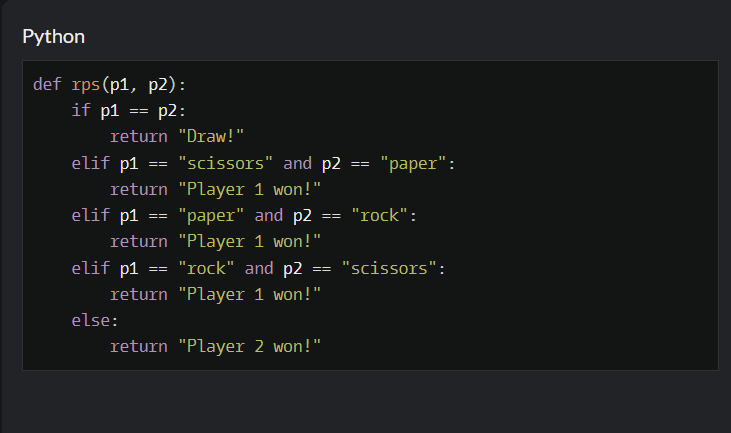 Python
def rps(p1, p2):
    if p1 == p2:
        return "Draw!"
    elif p1 == "scissors" and p2 == "paper":
        return "Player 1 won!"
    elif p1 == "paper" and p2 == "rock":
        return "Player 1 won!"
    elif p1 == "rock" and p2 == "scissors":
        return "Player 1 won!"
    else:
        return "Player 2 won!"